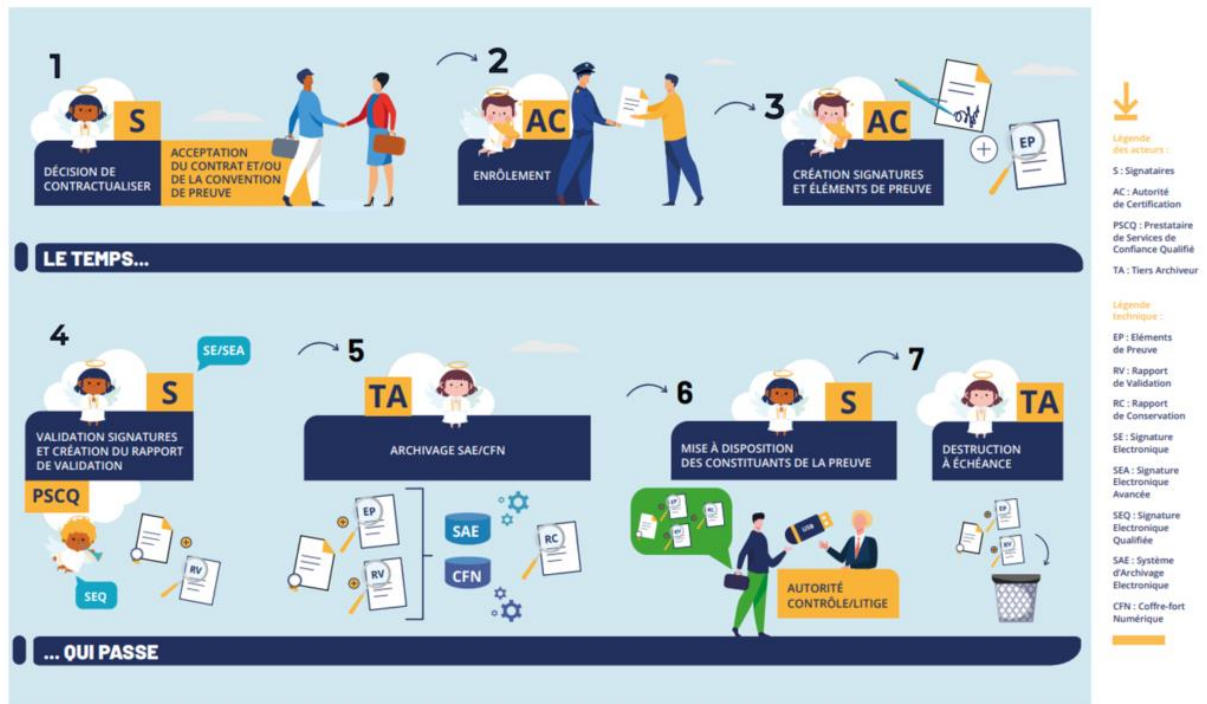 1
S
DÉCISION DE
CONTRACTUALISER
ACCEPTATION
DU CONTRAT ET/OU
DE LA CONVENTION
DE PREUVE
2
AC
ENRÔLEMENT
3
AC
CRÉATION SIGNATURES
ET ÉLÉMENTS DE PREUVE
EP
LE TEMPS...
4
SE/SEA
S
VALIDATION SIGNATURES
ET CRÉATION DU RAPPORT
DE VALIDATION
PSCQ
RV
SEQ
5
TA
ARCHIVAGE SAE/CFN
EP
RV
SAE
CFN
RC
6
S
MISE À DISPOSITION
DES CONSTITUANTS DE LA PREUVE
EP
RC
RV
USB
AUTORITÉ
CONTRÔLE/LITIGE
7
TA
DESTRUCTION
À ÉCHÉANCE
EP
RV
... QUI PASSE
Légende
des acteurs :
S : Signataires
AC : Autorité
de Certification
PSCQ : Prestataire
de Services de
Confiance Qualifié
TA : Tiers Archiveur
Légende
technique :
EP : Eléments
de Preuve
RV : Rapport
de Validation
RC : Rapport
de Conservation
SE : Signature
Electronique
SEA : Signature
Electronique
Avancée
SEQ : Signature
Electronique
Qualifiée
SAE : Système
d'Archivage
Electronique
CFN : Coffre-fort
Numérique